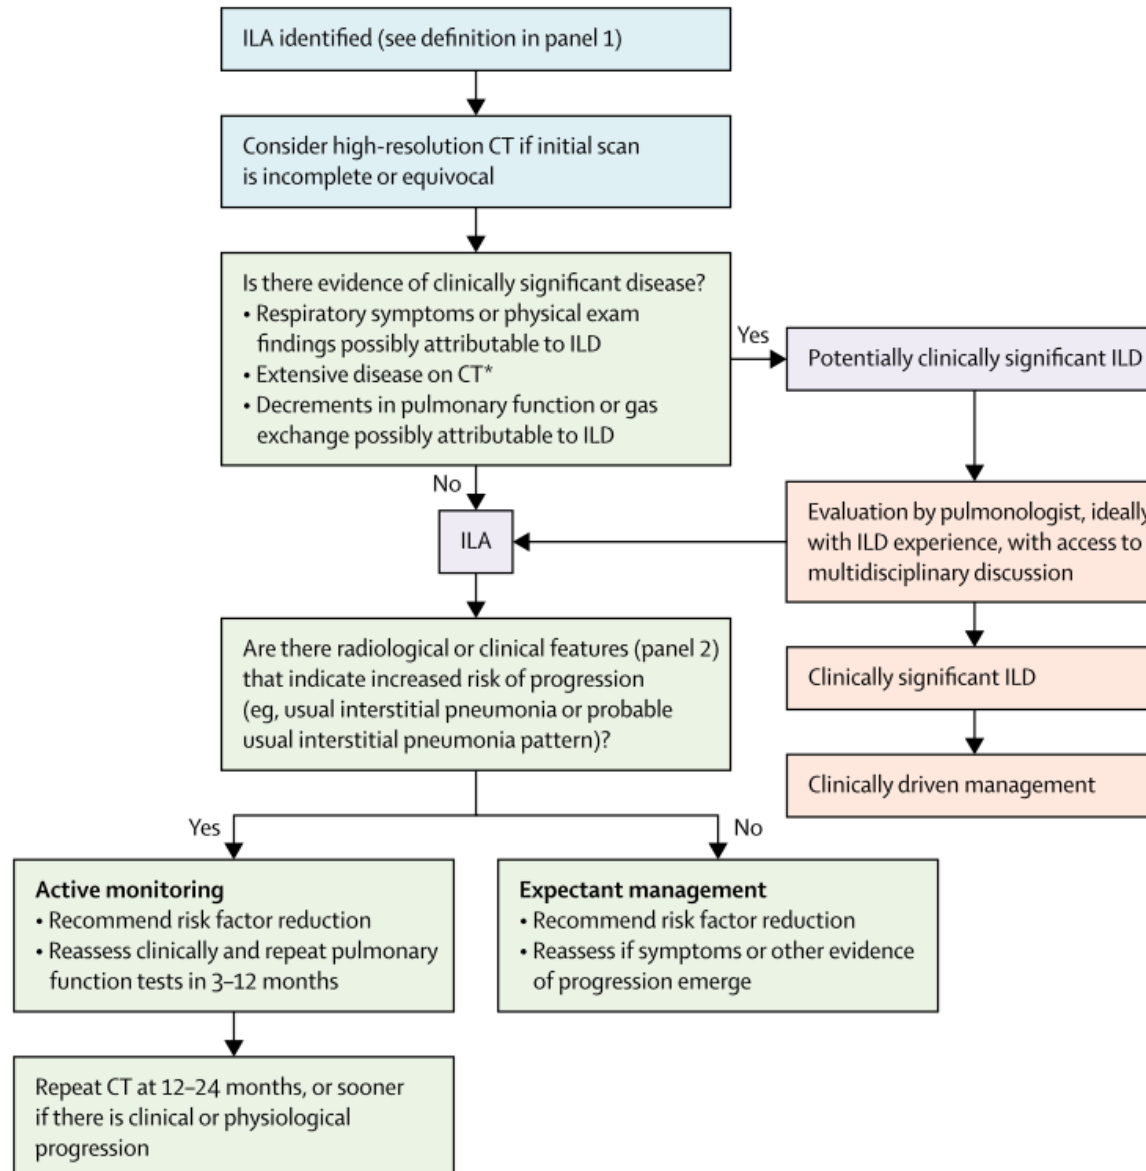 ILA identified (see definition in panel 1)
Consider high-resolution CT if initial scan
is incomplete or equivocal
Is there evidence of clinically significant disease?
• Respiratory symptoms or physical exam
findings possibly attributable to ILD
• Extensive disease on CT*
• Decrements in pulmonary function or gas
exchange possibly attributable to ILD
Yes
Potentially clinically significant ILD
No
ILA
Evaluation by pulmonologist, ideally
with ILD experience, with access to
multidisciplinary discussion
Clinically significant ILD
Clinically driven management
Are there radiological or clinical features (panel 2)
that indicate increased risk of progression
(eg, usual interstitial pneumonia or probable
usual interstitial pneumonia pattern)?
Yes
No
Active monitoring
• Recommend risk factor reduction
• Reassess clinically and repeat pulmonary
function tests in 3–12 months
Expectant management
• Recommend risk factor reduction
• Reassess if symptoms or other evidence
of progression emerge
Repeat CT at 12–24 months, or sooner
if there is clinical or physiological
progression